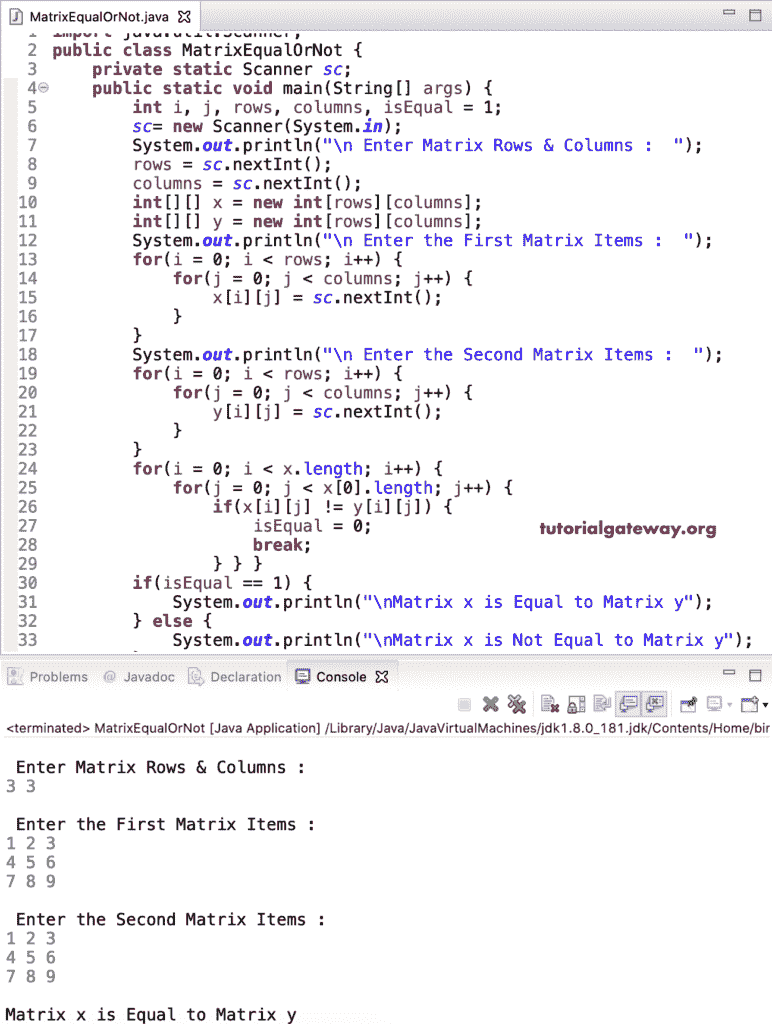 MatrixEqualOrNot.java
1 import java.util.Scanner;
2 public class MatrixEqualOrNot {
3     private static Scanner sc;
4     public static void main(String[] args) {
5         int i, j, rows, columns, isEqual = 1;
6         sc= new Scanner(System.in);
7         System.out.println("\n Enter Matrix Rows & Columns :  ");
8         rows = sc.nextInt();
9         columns = sc.nextInt();
10         int[][] x = new int[rows][columns];
11         int[][] y = new int[rows][columns];
12         System.out.println("\n Enter the First Matrix Items :  ");
13         for(i = 0; i < rows; i++) {
14             for(j = 0; j < columns; j++) {
15                 x[i][j] = sc.nextInt();
16             }
17         }
18         System.out.println("\n Enter the Second Matrix Items :  ");
19         for(i = 0; i < rows; i++) {
20             for(j = 0; j < columns; j++) {
21                 y[i][j] = sc.nextInt();
22             }
23         }
24         for(i = 0; i < x.length; i++) {
25             for(j = 0; j < x[0].length; j++) {
26                 if(x[i][j] != y[i][j]) {
27                     isEqual = 0;
tutorialgateway.org
28                     break;
29                 } } }
30         if(isEqual == 1) {
31             System.out.println("\nMatrix x is Equal to Matrix y");
32         } else {
33             System.out.println("\nMatrix x is Not Equal to Matrix y");
Problems @ Javadoc Declaration Console
<terminated> MatrixEqualOrNot [Java Application] /Library/Java/JavaVirtualMachines/jdk1.8.0_181.jdk/Contents/Home/bin
Enter Matrix Rows & Columns :
3 3
Enter the First Matrix Items :
1 2 3
4 5 6
7 8 9
Enter the Second Matrix Items :
1 2 3
4 5 6
7 8 9
Matrix x is Equal to Matrix y